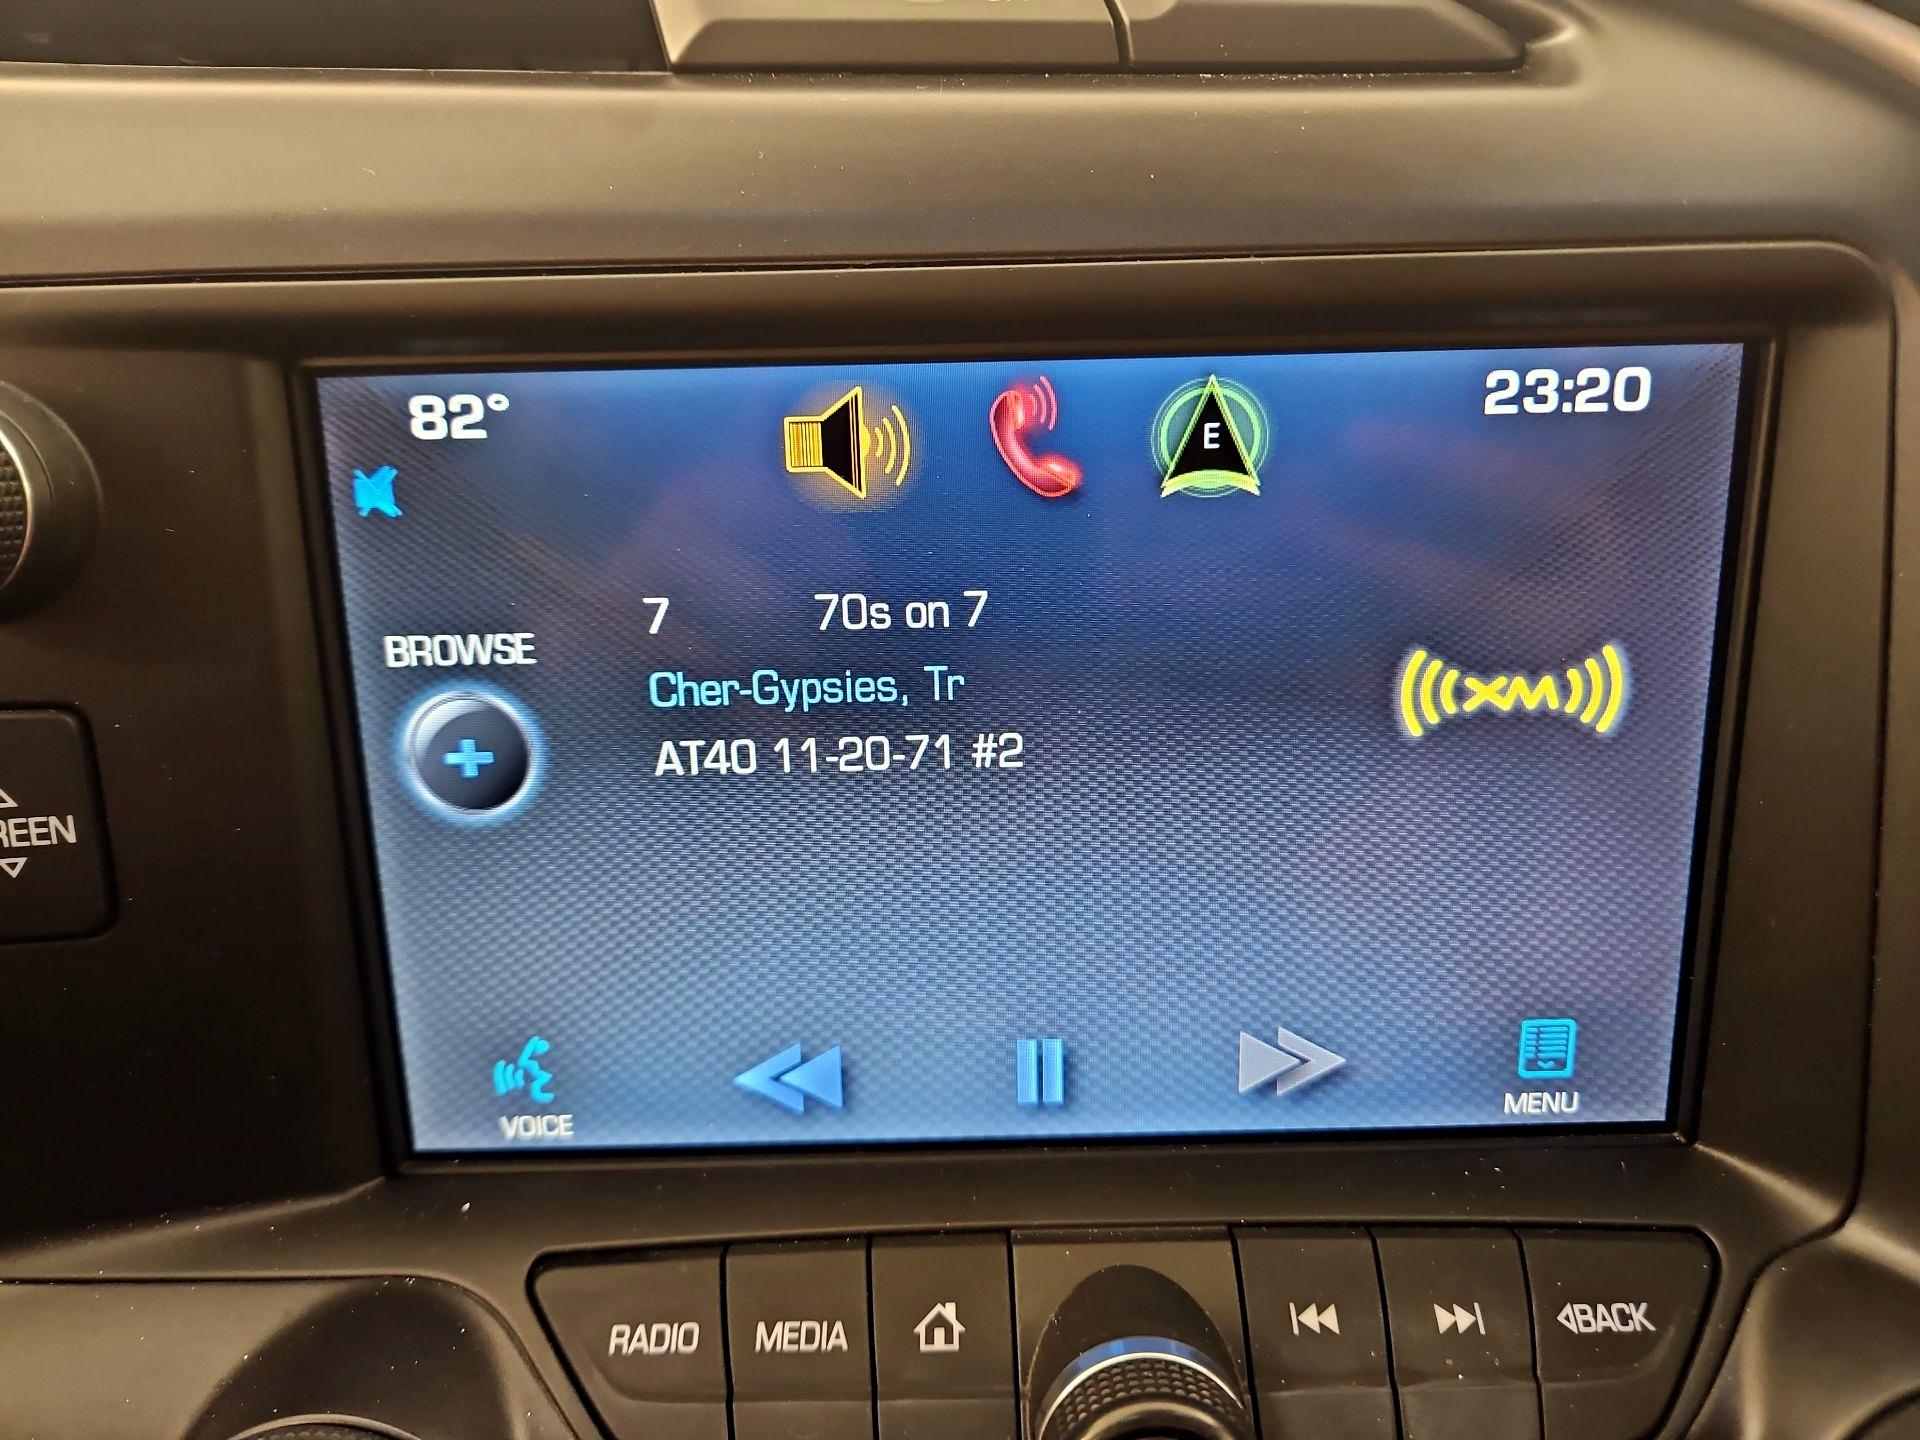 82°
E
23:20
7 70s on 7
BROWSE
Cher-Gypsies, Tr
((( XM )))
AT40 11-20-71 #2
REEN
VOICE
MENU
RADIO
MEDIA
BACK